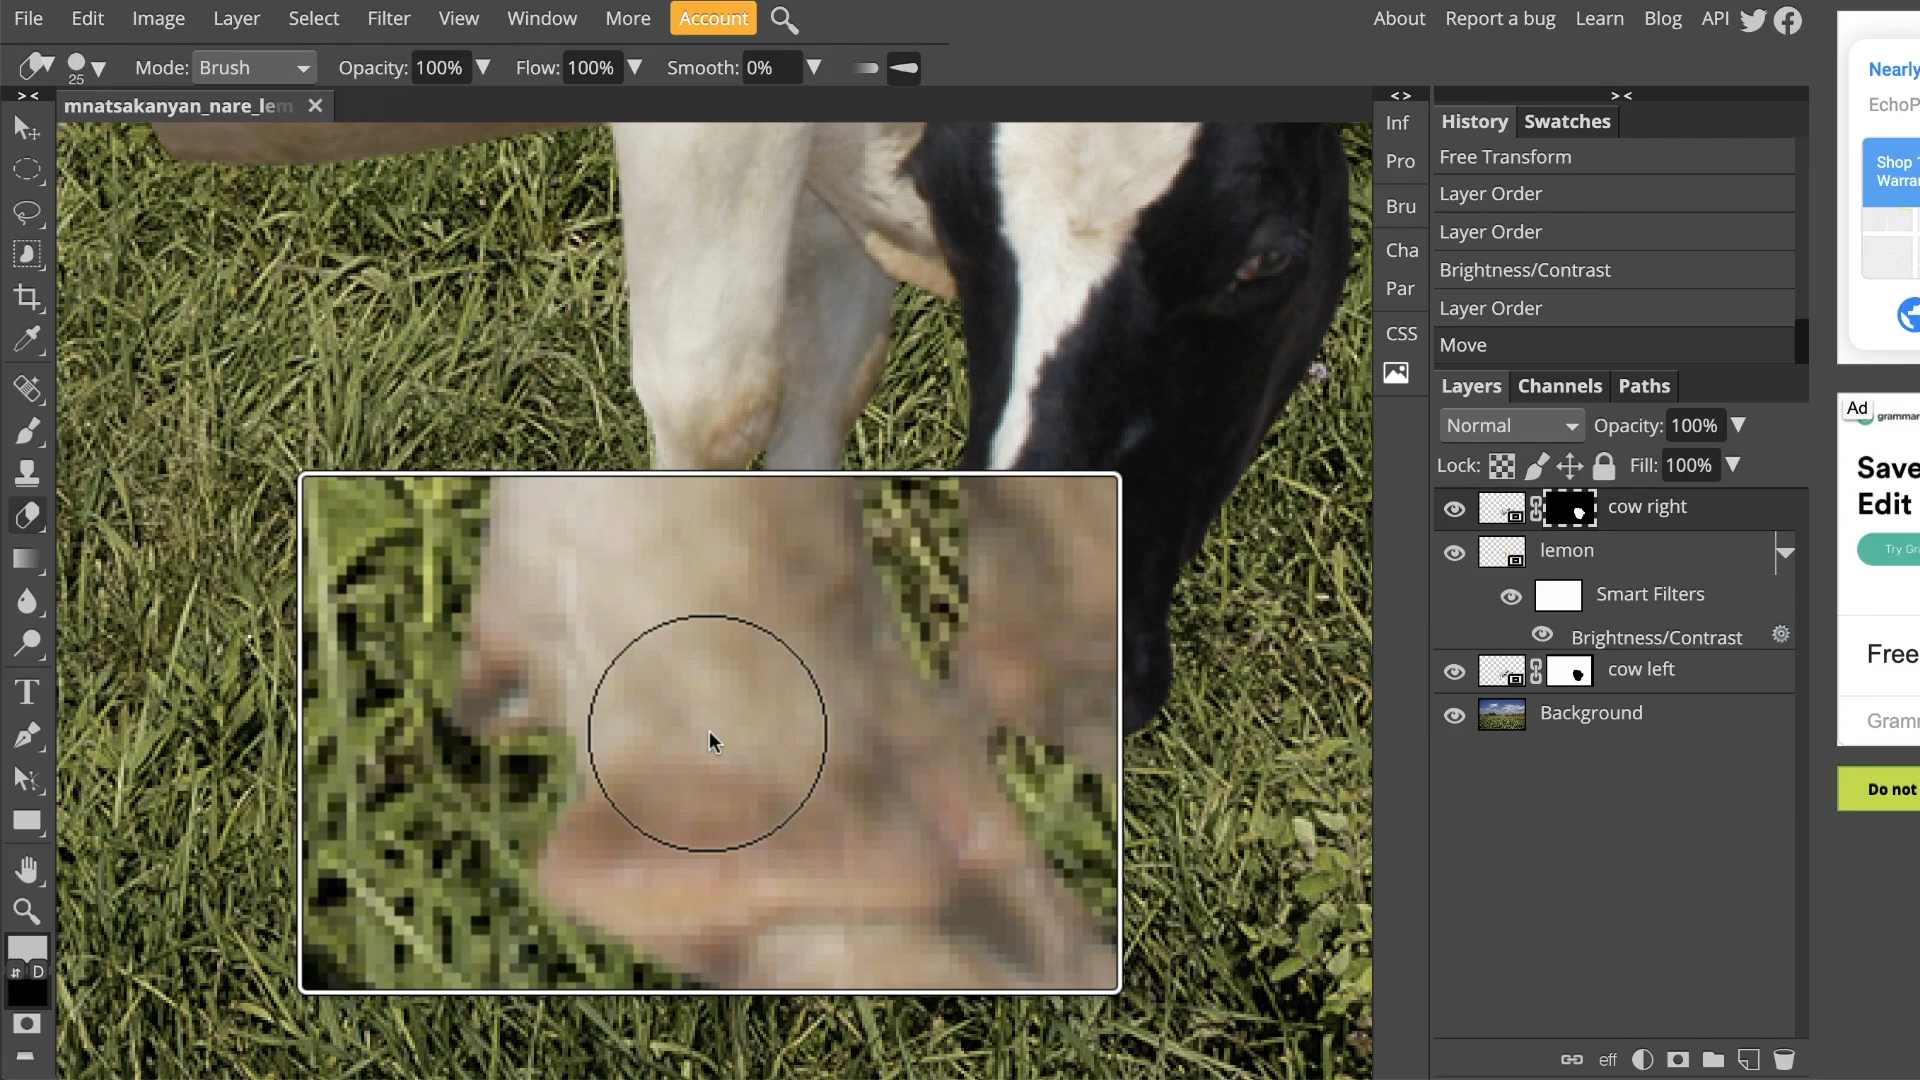 File Edit Image Layer Select Filter View Window More Account
About Report a bug Learn Blog API
25 Mode: Brush Opacity: 100% Flow: 100% Smooth: 0%
> <
mnatsakanyan_nare_lem
< >
> <
Inf
Pro
Bru
Cha
Par
CSS
History Swatches
Free Transform
Layer Order
Layer Order
Brightness/Contrast
Layer Order
Move
Layers Channels Paths
Normal Opacity: 100%
Lock: Fill: 100%
cow right
lemon
Smart Filters
Brightness/Contrast
cow left
Background
eff
D
Nearly
EchoP
Shop
Warran
Ad
grammar
Save
Edit
Try Gra
Free
Gramm
Do not